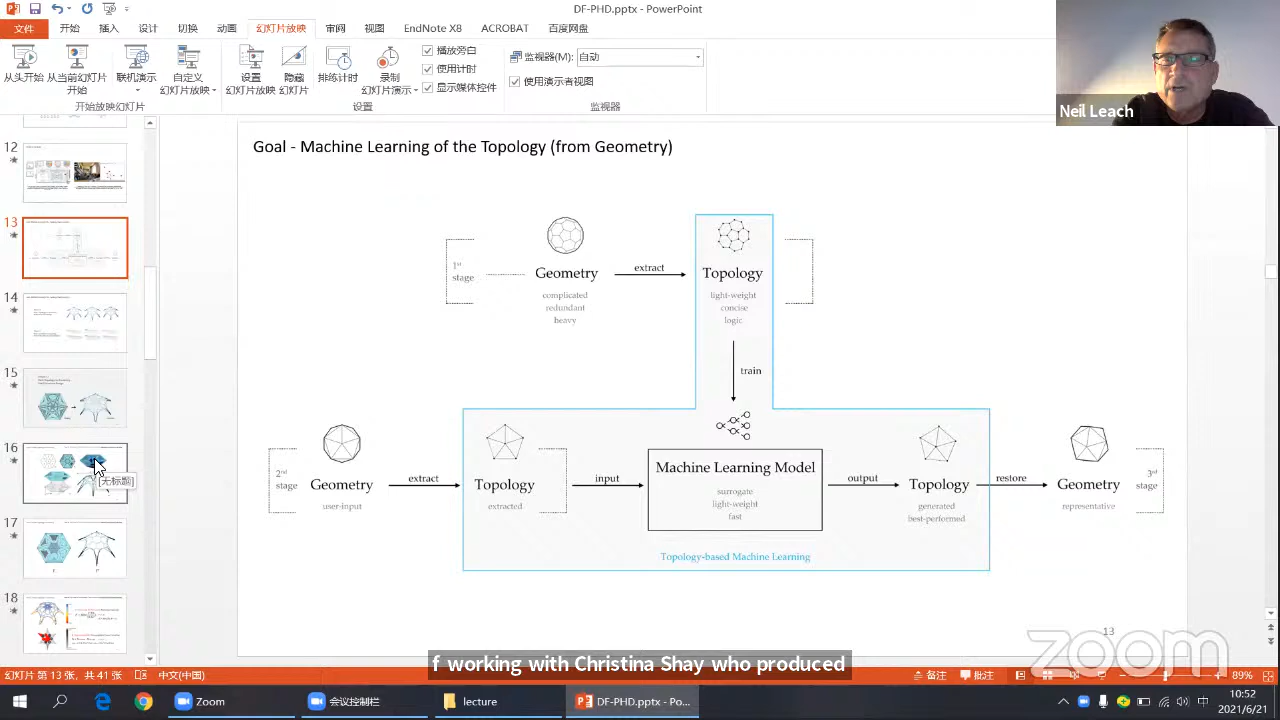 DF-PHD.pptx - PowerPoint
文件 开始 插入 设计 切换 动画 幻灯片放映 审阅 视图 EndNote X8 ACROBAT 百度网盘
从头开始 从当前幻灯片 开始 联机演示 自定义 幻灯片放映 设置 幻灯片放映 隐藏 幻灯片 排练计时 录制 幻灯片演示
播放旁白
使用计时
显示媒体控件
监视器(M): 自动
使用演示者视图
开始放映幻灯片 设置 监视器
Neil Leach
12
13
14
15
16
[无标题]
17
18
Goal - Machine Learning of the Topology (from Geometry)
1st stage
Geometry
complicated
redundant
heavy
extract
Topology
light-weight
concise
logic
train
2nd stage
Geometry
user-input
extract
Topology
extracted
input
Machine Learning Model
surrogate
light-weight
fast
output
Topology
generated
best-performed
restore
Geometry
representative
3rd stage
Topology-based Machine Learning
13
zoom
f working with Christina Shay who produced
幻灯片 第 13 张，共 41 张 中文(中国) 备注 批注 89%
Zoom 会议控制栏 lecture DF-PHD.pptx - Po...
10:52
2021/6/21